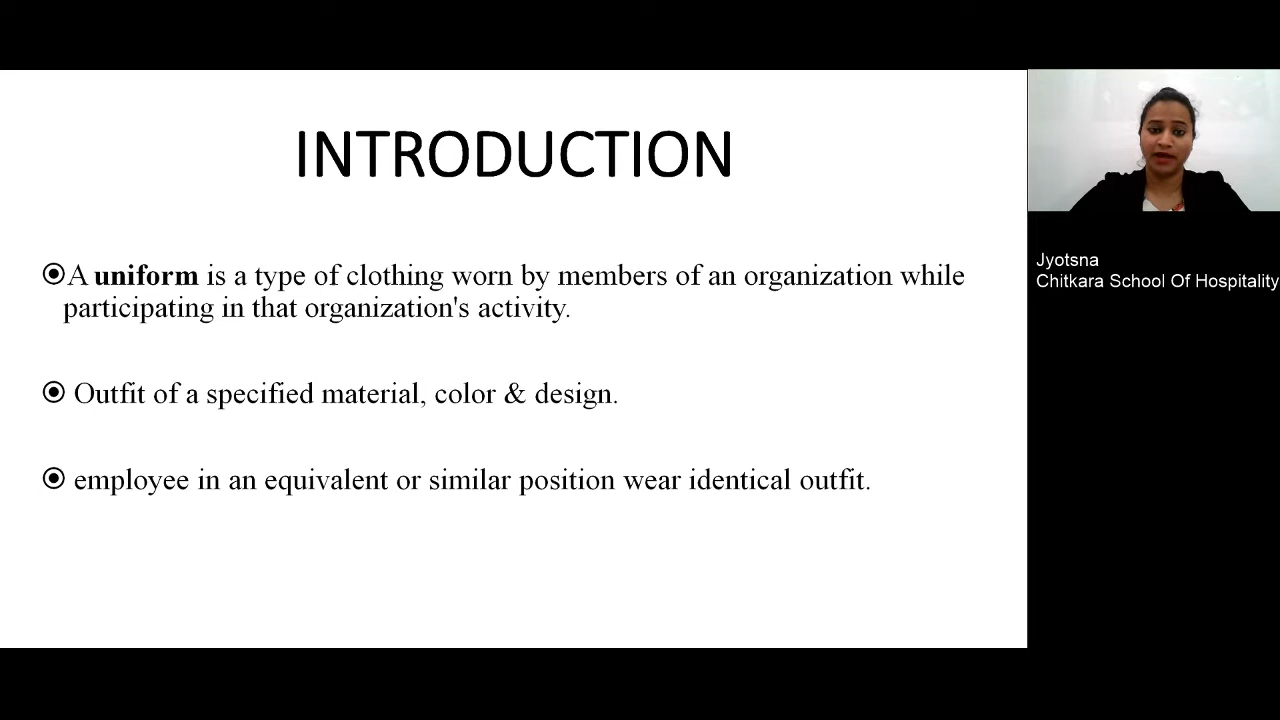 INTRODUCTION
A uniform is a type of clothing worn by members of an organization while
participating in that organization's activity.
Outfit of a specified material, color & design.
employee in an equivalent or similar position wear identical outfit.
Jyotsna
Chitkara School Of Hospitality